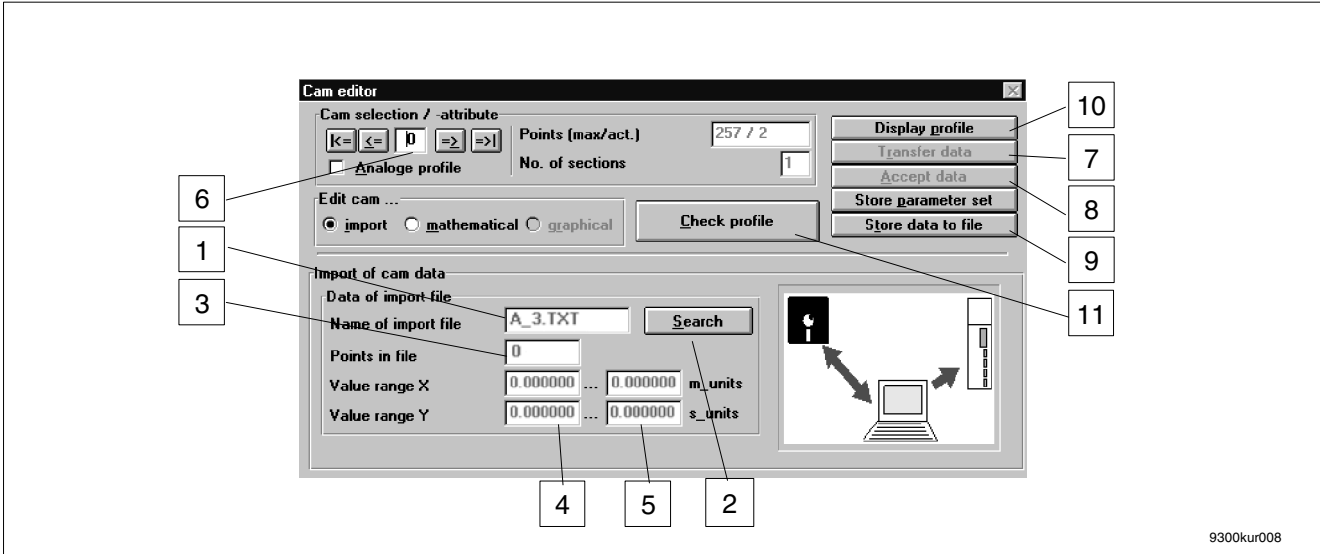 Cam editor
Cam selection / -attribute
|<= <= 0 => =>|
Analoge profile
Points (max/act.) 257 / 2
No. of sections 1
Display profile
Transfer data
Accept data
Store parameter set
Store data to file
Edit cam ...
import mathematical graphical
Check profile
Import of cam data
Data of import file
Name of import file A_3.TXT Search
Points in file 0
Value range X 0.000000 ... 0.000000 m_units
Value range Y 0.000000 ... 0.000000 s_units
10
7
8
9
11
6
1
3
4
5
2
9300kur008